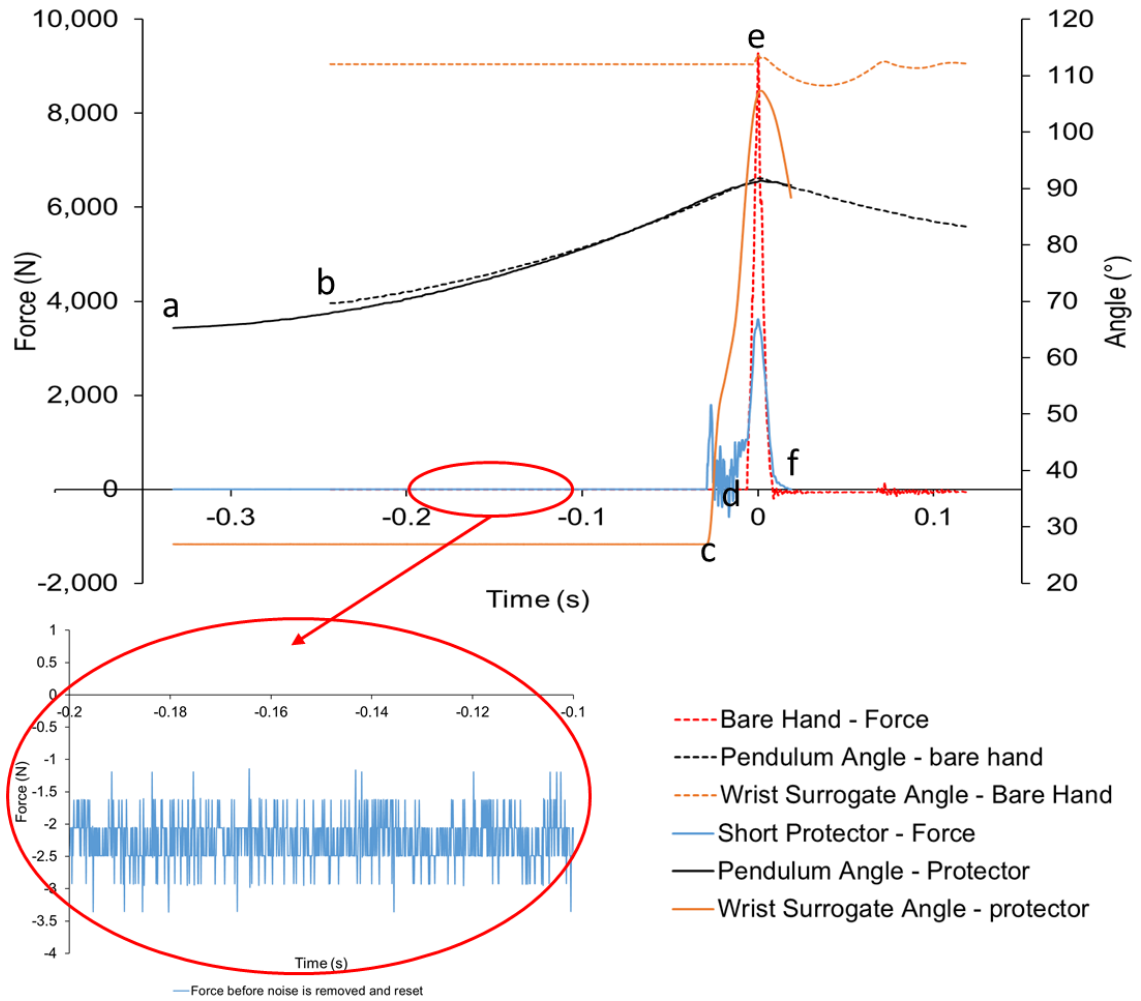 10,000
8,000
6,000
4,000
2,000
0
-2,000
Force (N)
120
110
100
90
80
70
60
50
40
30
20
Angle (°)
-0.3
-0.2
-0.1
0
0.1
Time (s)
a
b
c
d
e
f
1
0.5
0
-0.5
-1
-1.5
-2
-2.5
-3
-3.5
-4
Force (N)
-0.2
-0.18
-0.16
-0.14
-0.12
-0.1
Time (s)
Force before noise is removed and reset
Bare Hand - Force
Pendulum Angle - bare hand
Wrist Surrogate Angle - Bare Hand
Short Protector - Force
Pendulum Angle - Protector
Wrist Surrogate Angle - protector